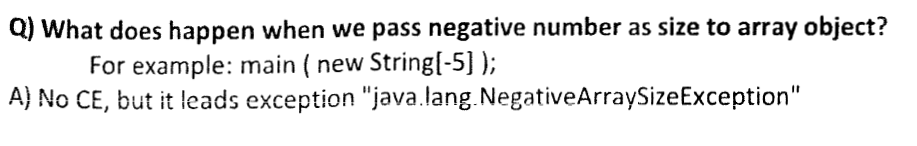 Q) What does happen when we pass negative number as size to array object?
For example: main ( new String[-5] );
A) No CE, but it leads exception "java.lang.NegativeArraySizeException"